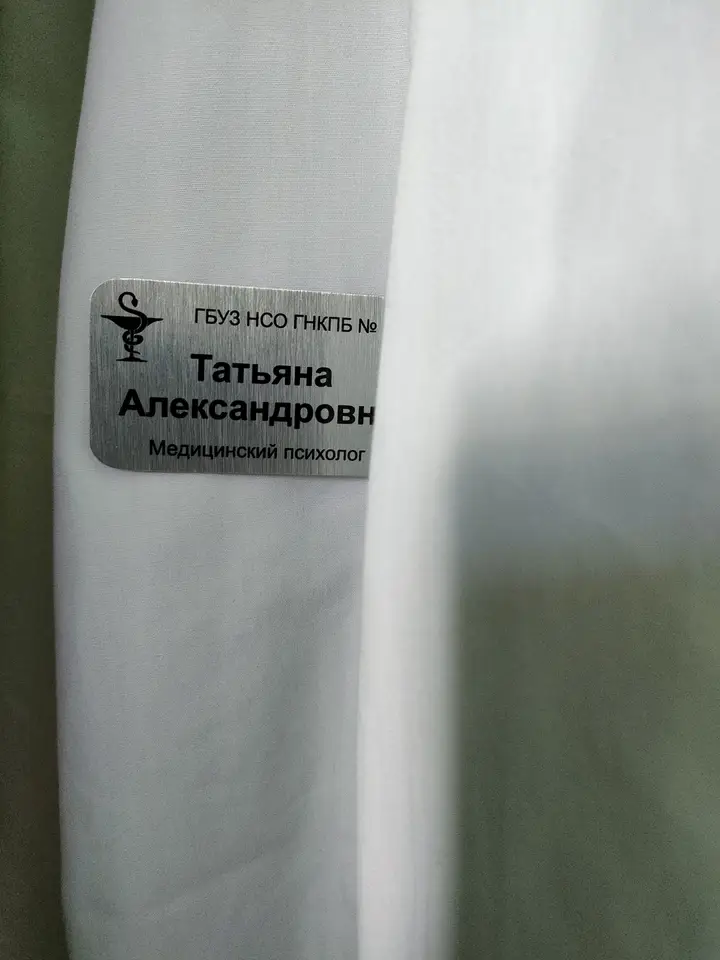 ГБУЗ НСО ГНКПБ №
Татьяна
Александровн
Медицинский психолог